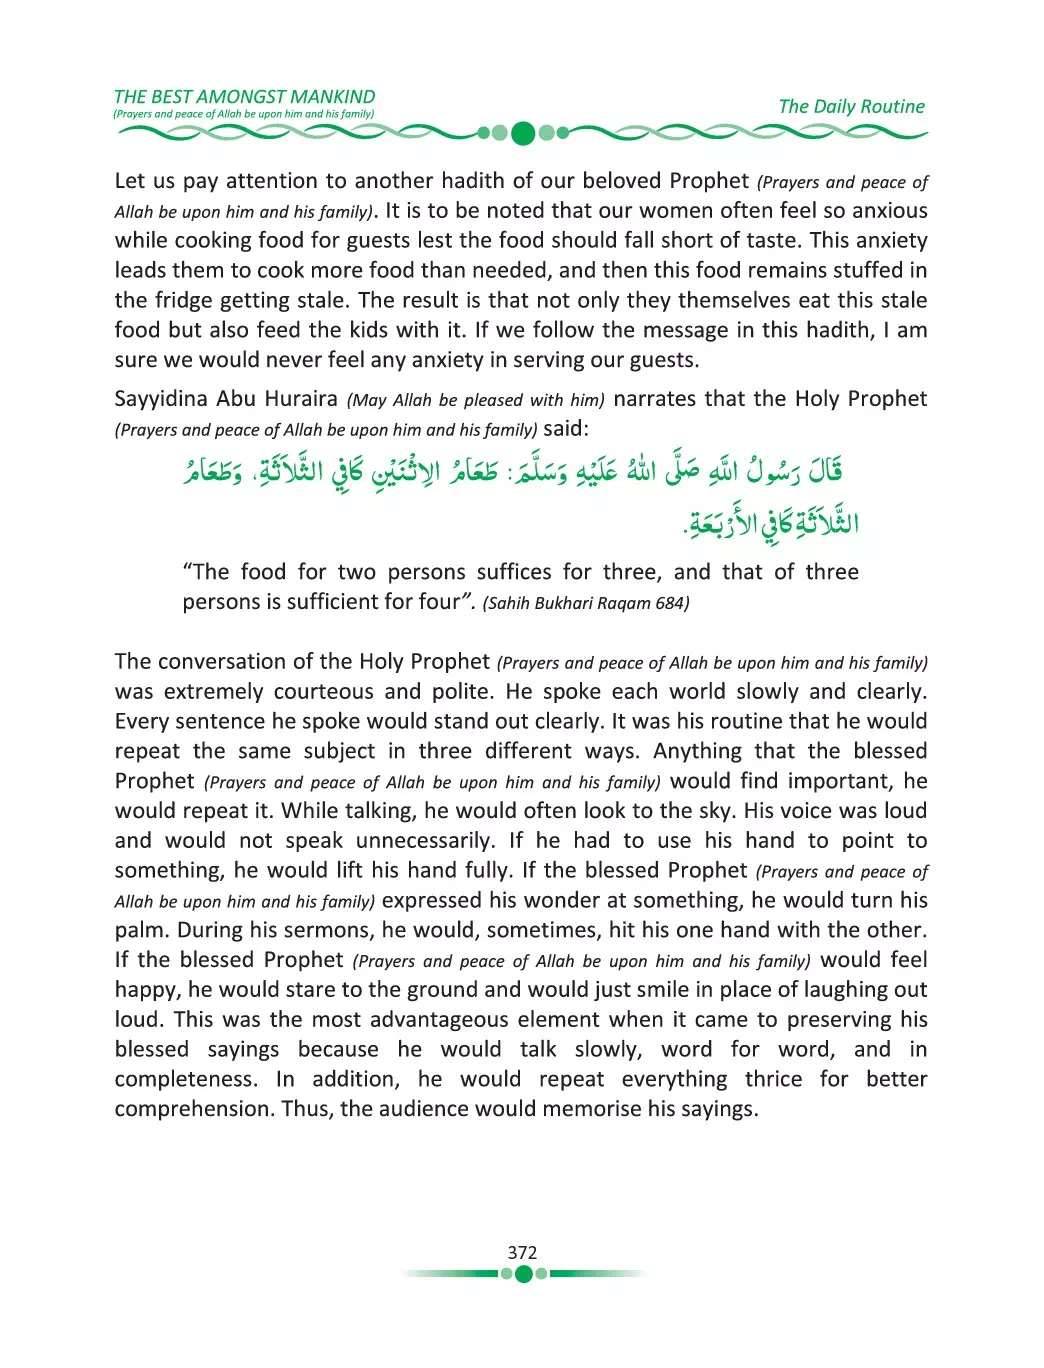 THE BEST AMONGST MANKIND
(Prayers and peace of Allah be upon him and his family)
The Daily Routine
Let us pay attention to another hadith of our beloved Prophet (Prayers and peace of
Allah be upon him and his family). It is to be noted that our women often feel so anxious
while cooking food for guests lest the food should fall short of taste. This anxiety
leads them to cook more food than needed, and then this food remains stuffed in
the fridge getting stale. The result is that not only they themselves eat this stale
food but also feed the kids with it. If we follow the message in this hadith, I am
sure we would never feel any anxiety in serving our guests.
Sayyidina Abu Huraira (May Allah be pleased with him) narrates that the Holy Prophet
(Prayers and peace of Allah be upon him and his family) said:
قَالَ رَسُولُ اللَّهِ صَلَّى اللهُ عَلَيْهِ وَسَلَّمَ: طَعَامُ الِاثْنَيْنِ كَافِي الثَّلَاثَةِ، وَطَعَامُ
الثَّلَاثَةِ كَافِي الأَرْبَعَةِ.
“The food for two persons suffices for three, and that of three
persons is sufficient for four”. (Sahih Bukhari Raqam 684)
The conversation of the Holy Prophet (Prayers and peace of Allah be upon him and his family)
was extremely courteous and polite. He spoke each world slowly and clearly.
Every sentence he spoke would stand out clearly. It was his routine that he would
repeat the same subject in three different ways. Anything that the blessed
Prophet (Prayers and peace of Allah be upon him and his family) would find important, he
would repeat it. While talking, he would often look to the sky. His voice was loud
and would not speak unnecessarily. If he had to use his hand to point to
something, he would lift his hand fully. If the blessed Prophet (Prayers and peace of
Allah be upon him and his family) expressed his wonder at something, he would turn his
palm. During his sermons, he would, sometimes, hit his one hand with the other.
If the blessed Prophet (Prayers and peace of Allah be upon him and his family) would feel
happy, he would stare to the ground and would just smile in place of laughing out
loud. This was the most advantageous element when it came to preserving his
blessed sayings because he would talk slowly, word for word, and in
completeness. In addition, he would repeat everything thrice for better
comprehension. Thus, the audience would memorise his sayings.
372